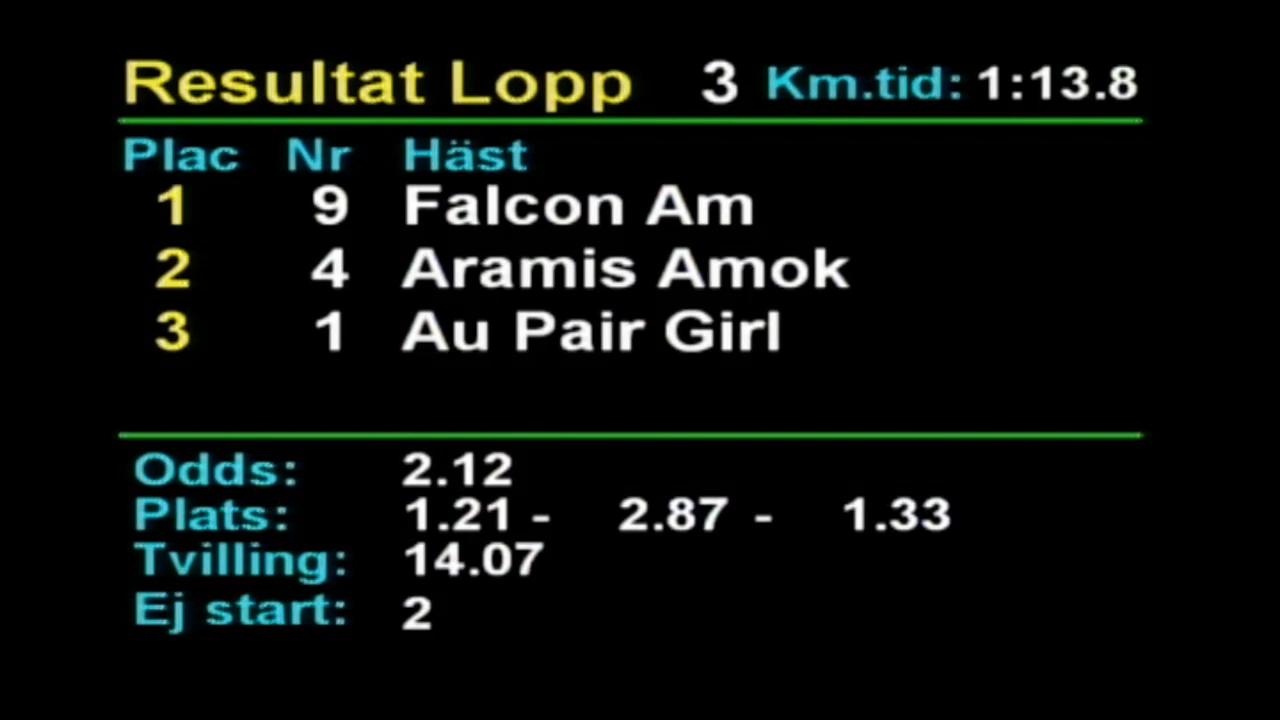 Resultat Lopp 3 Km.tid: 1:13.8
Plac Nr Häst
1 9 Falcon Am
2 4 Aramis Amok
3 1 Au Pair Girl
Odds: 2.12
Plats: 1.21 - 2.87 - 1.33
Tvilling: 14.07
Ej start: 2